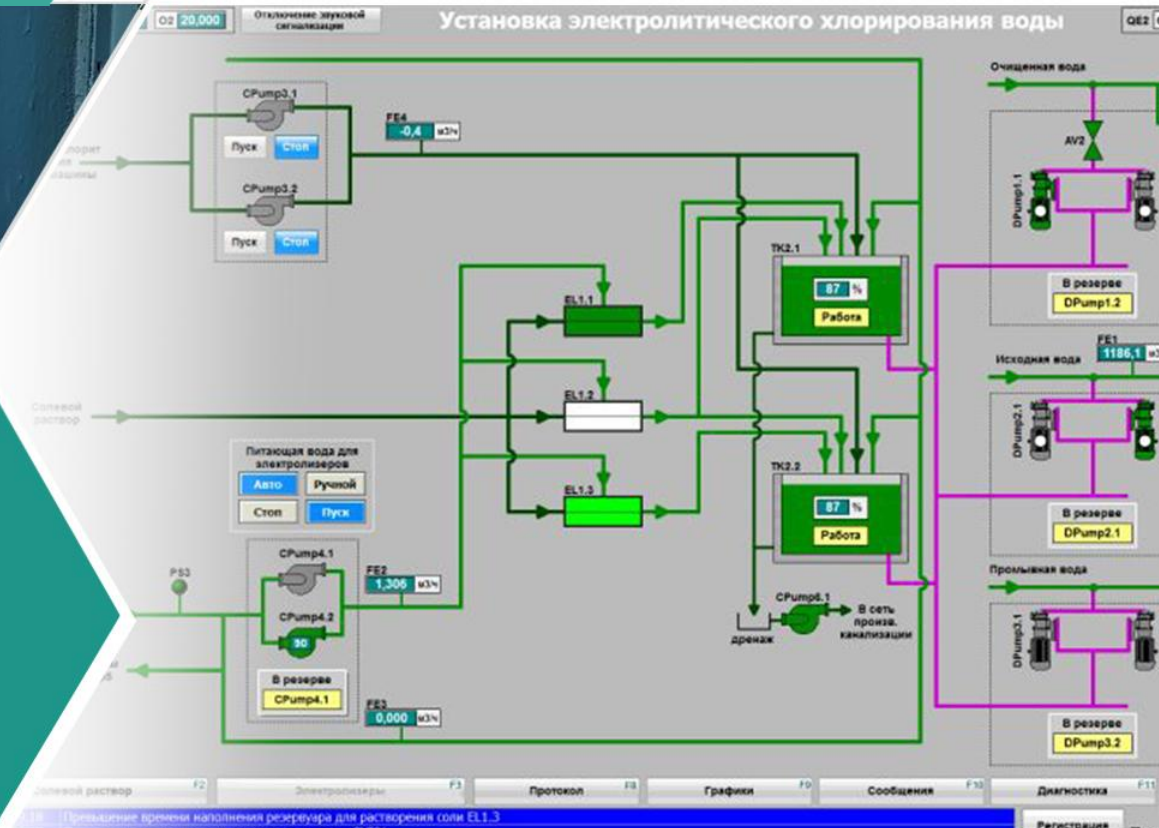 O2 20,000
Отключение звуковой
сигнализации
Установка электролитического хлорирования воды
QE2
CPump3.1
Пуск Стоп
CPump3.2
Пуск Стоп
FE4
-0,4 м3/ч
Солевой
раствор
Питающая вода для
электролизеров
Авто Ручной
Стоп Пуск
PS3
CPump4.1
CPump4.2
30
В резерве
CPump4.1
FE2
1,306 м3/ч
FE3
0,000 м3/ч
EL1.1
EL1.2
EL1.3
TK2.1
87 %
Работа
TK2.2
87 %
Работа
дренаж
CPump6.1
В сеть
произв.
канализации
Очищенная вода
AV2
DPump1.1
В резерве
DPump1.2
Исходная вода
FE1
1186,1
DPump2.1
В резерве
DPump2.1
Промывная вода
DPump3.1
В резерве
DPump3.2
Солевой раствор F2
Электролизеры F3
Протокол F8
Графики F9
Сообщения F10
Диагностика F11
Превышение времени наполнения резервуара для растворения соли EL1.3
Регистрация